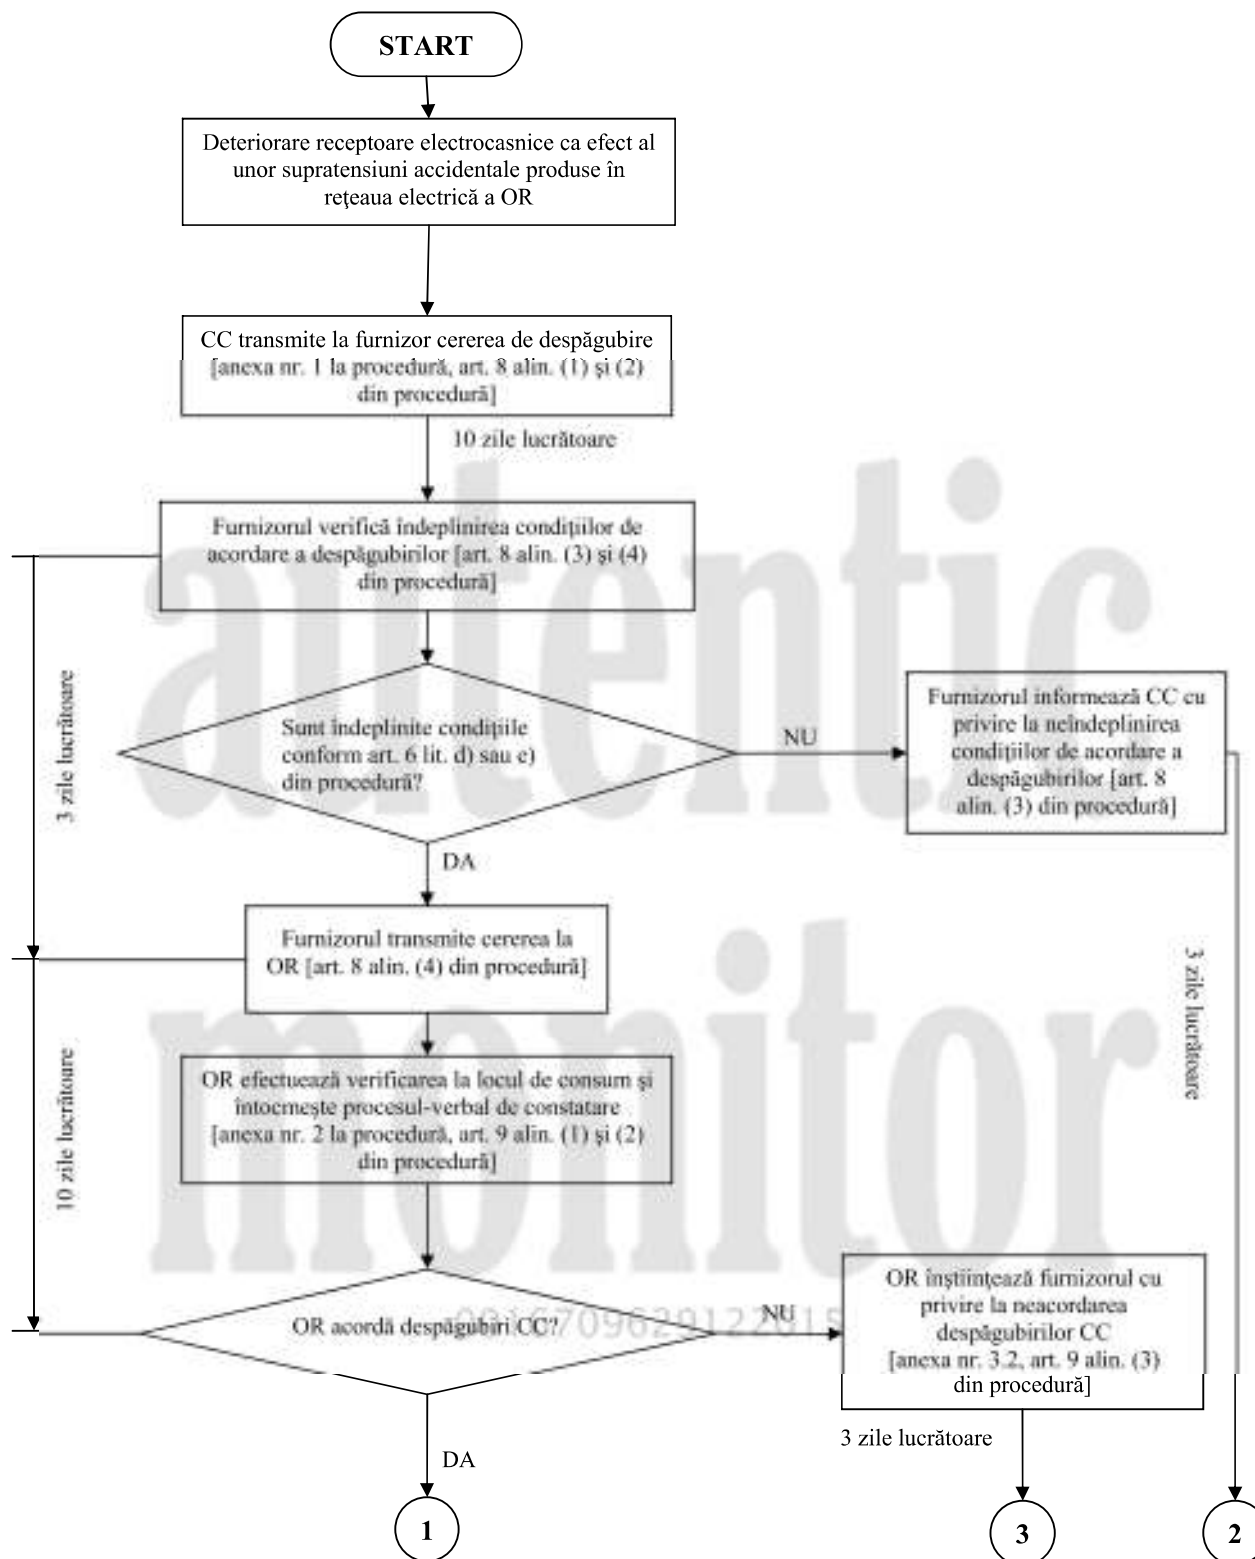 START
Deteriorare receptoare electrocasnice ca efect al
unor supratensiuni accidentale produse în
rețeaua electrică a OR
CC transmite la furnizor cererea de despăgubire
[anexa nr. 1 la procedură, art. 8 alin. (1) și (2)
din procedură]
10 zile lucrătoare
Furnizorul verifică îndeplinirea condițiilor de
acordare a despăgubirilor [art. 8 alin. (3) și (4)
din procedură]
3 zile lucrătoare
Sunt îndeplinite condițiile
conform art. 6 lit. d) sau e)
din procedură?
NU
Furnizorul informează CC cu
privire la neîndeplinirea
condițiilor de acordare a
despăgubirilor [art. 8
alin. (3) din procedură]
DA
Furnizorul transmite cererea la
OR [art. 8 alin. (4) din procedură]
3 zile lucrătoare
10 zile lucrătoare
OR efectuează verificarea la locul de consum și
întocmește procesul-verbal de constatare
[anexa nr. 2 la procedură, art. 9 alin. (1) și (2)
din procedură]
OR acordă despăgubiri CC?
NU
OR înștiințează furnizorul cu
privire la neacordarea
despăgubirilor CC
[anexa nr. 3.2, art. 9 alin. (3)
din procedură]
3 zile lucrătoare
DA
1
3
2
autentic
monitor